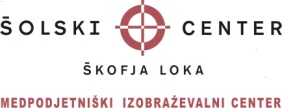 ŠOLSKI CENTER
ŠKOFJA LOKA
MEDPODJETNIŠKI IZOBRAŽEVALNI CENTER